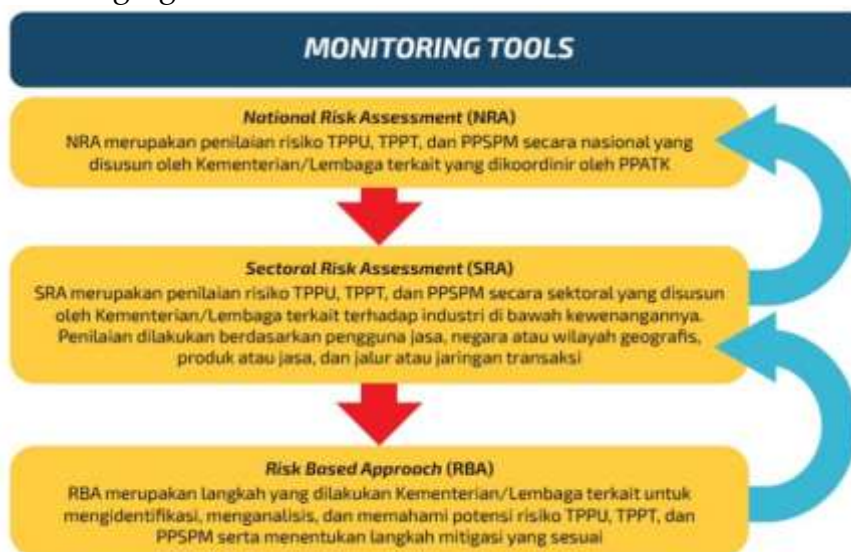 MONITORING TOOLS
National Risk Assessment (NRA)
NRA merupakan penilaian risiko TPPU, TPPT, dan PPSPM secara nasional yang
disusun oleh Kementerian/Lembaga terkait yang dikoordinir oleh PPATK
Sectoral Risk Assessment (SRA)
SRA merupakan penilaian risiko TPPU, TPPT, dan PPSPM secara sektoral yang disusun
oleh Kementerian/Lembaga terkait terhadap industri di bawah kewenangannya.
Penilaian dilakukan berdasarkan pengguna jasa, negara atau wilayah geografis,
produk atau jasa, dan jalur atau jaringan transaksi
Risk Based Approach (RBA)
RBA merupakan langkah yang dilakukan Kementerian/Lembaga terkait untuk
mengidentifikasi, menganalisis, dan memahami potensi risiko TPPU, TPPT, dan
PPSPM serta menentukan langkah mitigasi yang sesuai